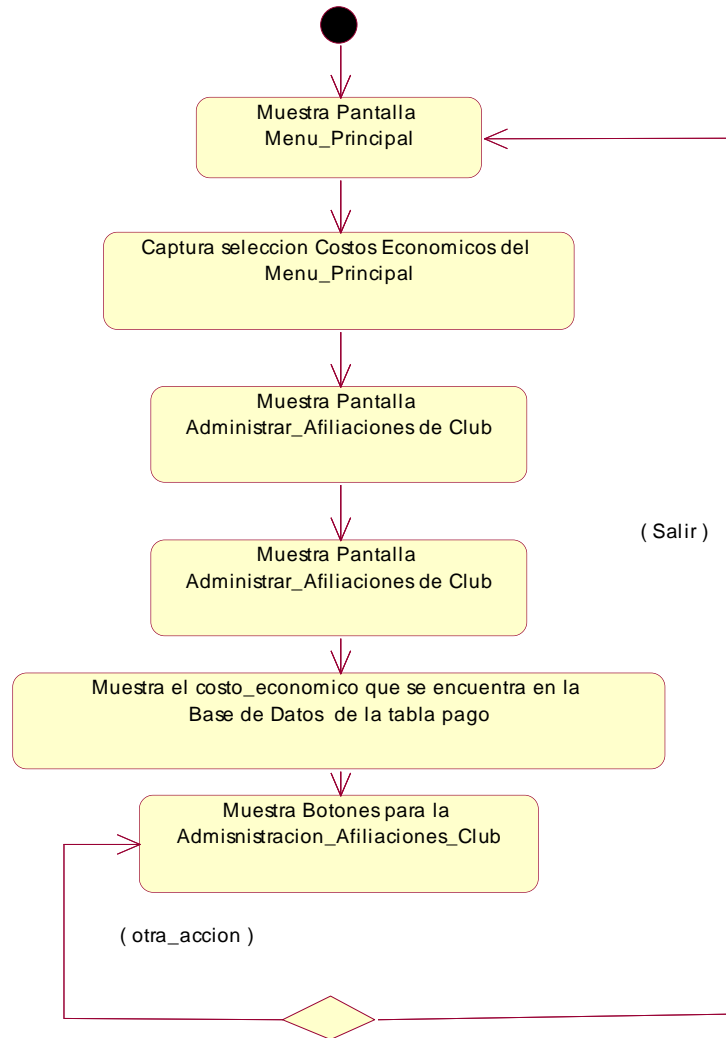 Muestra Pantalla
Menu_Principal
Captura seleccion Costos Economicos del
Menu_Principal
Muestra Pantalla
Administrar_Afiliaciones de Club
( Salir )
Muestra Pantalla
Administrar_Afiliaciones de Club
Muestra el costo_economico que se encuentra en la
Base de Datos de la tabla pago
Muestra Botones para la
Admisnistracion_Afiliaciones_Club
( otra_accion )